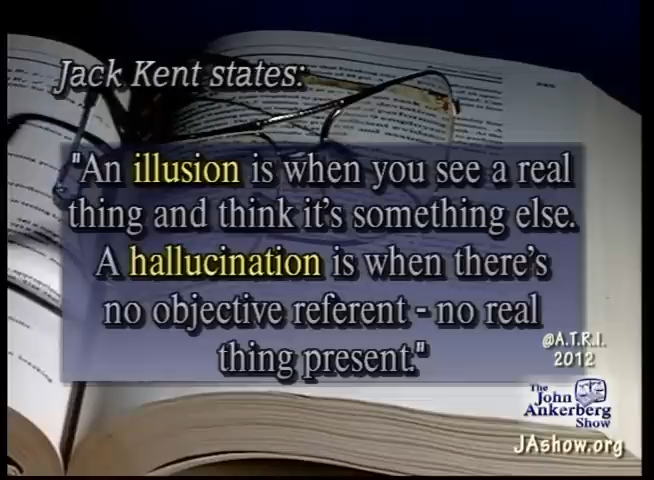 Jack Kent states:
"An illusion is when you see a real
thing and think it's something else.
A hallucination is when there's
no objective referent - no real
thing present."
@A.T.R.I.
2012
The
John
Ankerberg
Show
JAshow.org